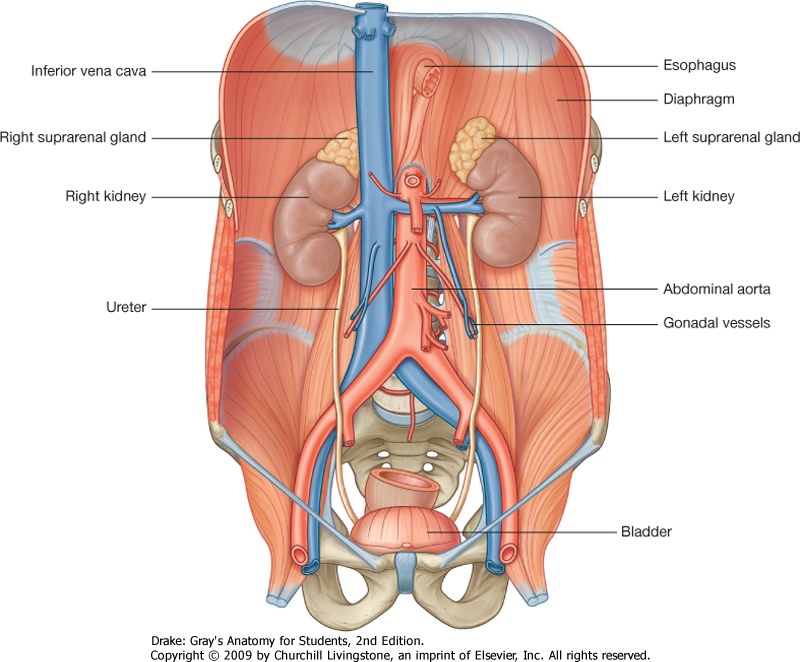 Inferior vena cava
Right suprarenal gland
Right kidney
Ureter
Esophagus
Diaphragm
Left suprarenal gland
Left kidney
Abdominal aorta
Gonadal vessels
Bladder
Drake: Gray's Anatomy for Students, 2nd Edition.
Copyright © 2009 by Churchill Livingstone, an imprint of Elsevier, Inc. All rights reserved.